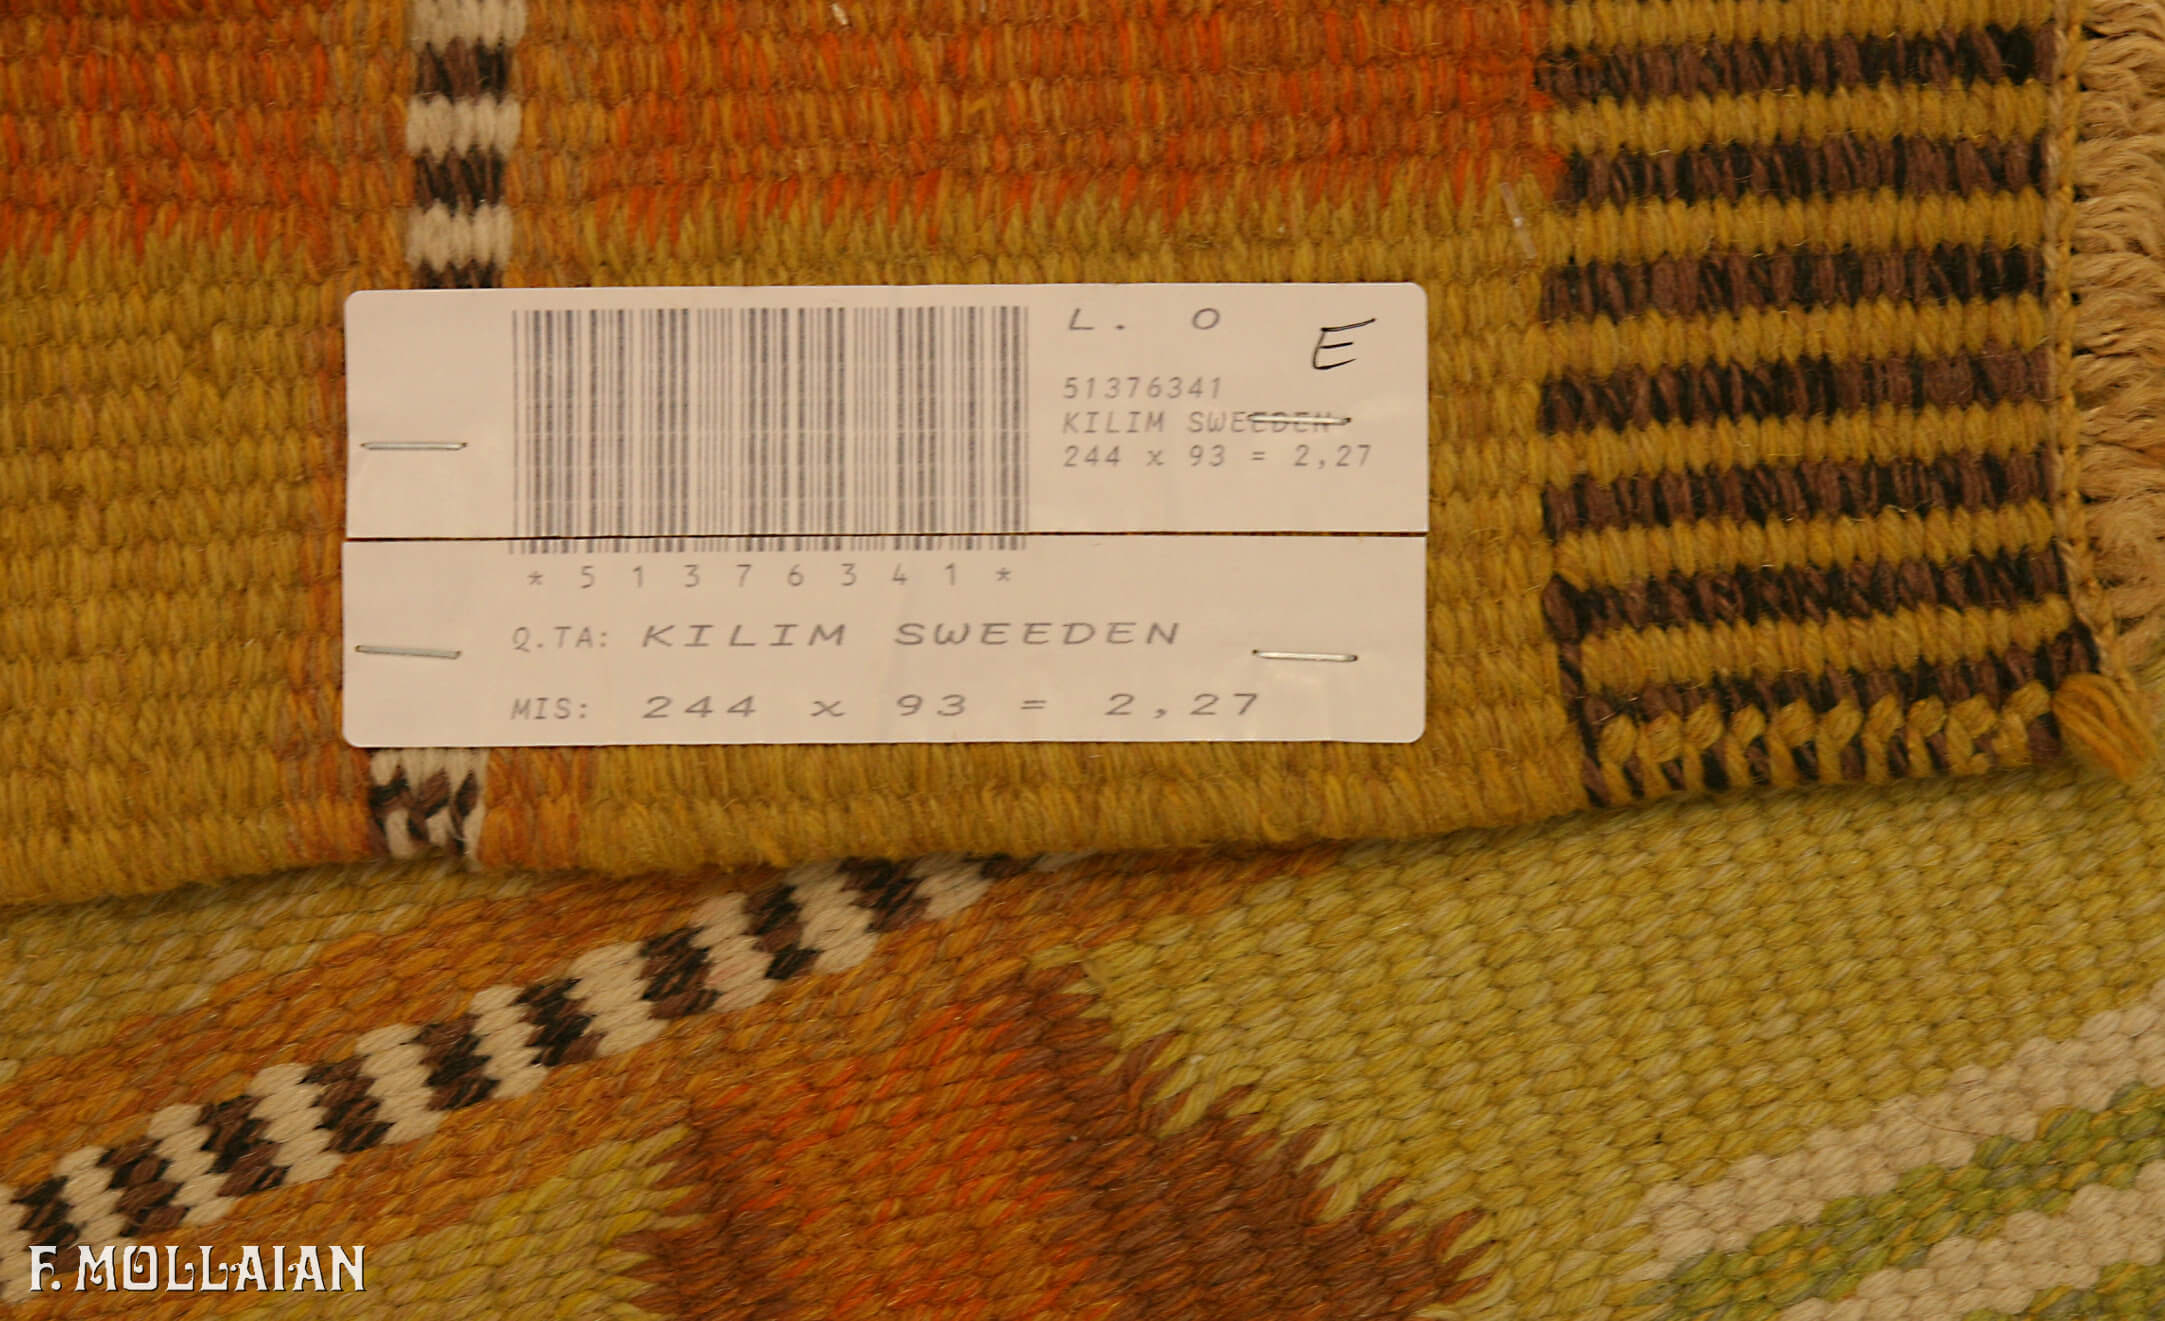 L. O
E
51376341
KILIM SWEEDEN
244 x 93 = 2,27
* 5 1 3 7 6 3 4 1 *
Q.TA: KILIM SWEEDEN
MIS: 244 x 93 = 2,27
F. MOLLAIAN